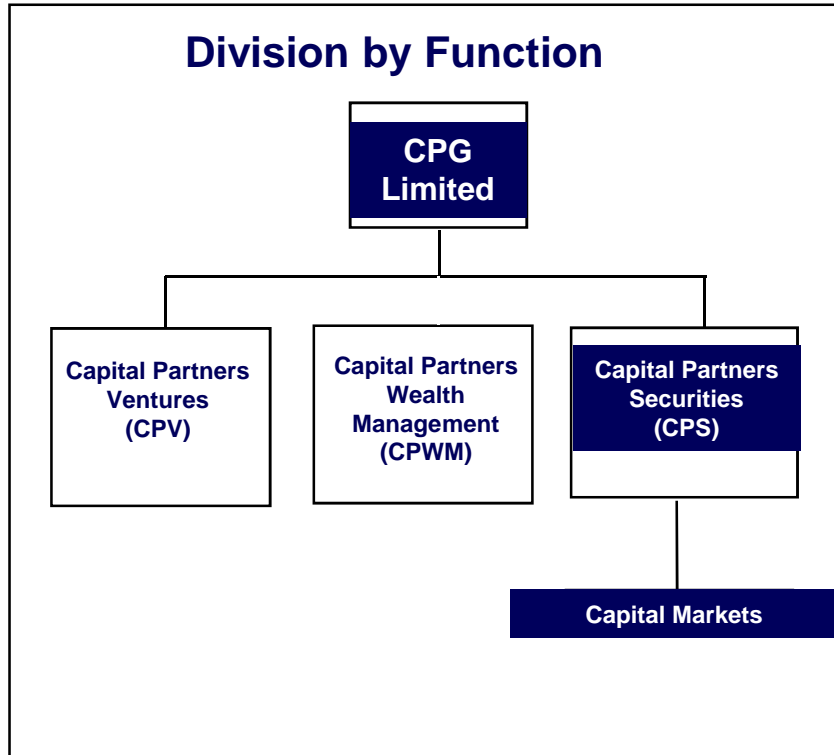 Division by Function
CPG
Limited
Capital Partners
Ventures
(CPV)
Capital Partners
Wealth
Management
(CPWM)
Capital Partners
Securities
(CPS)
Capital Markets